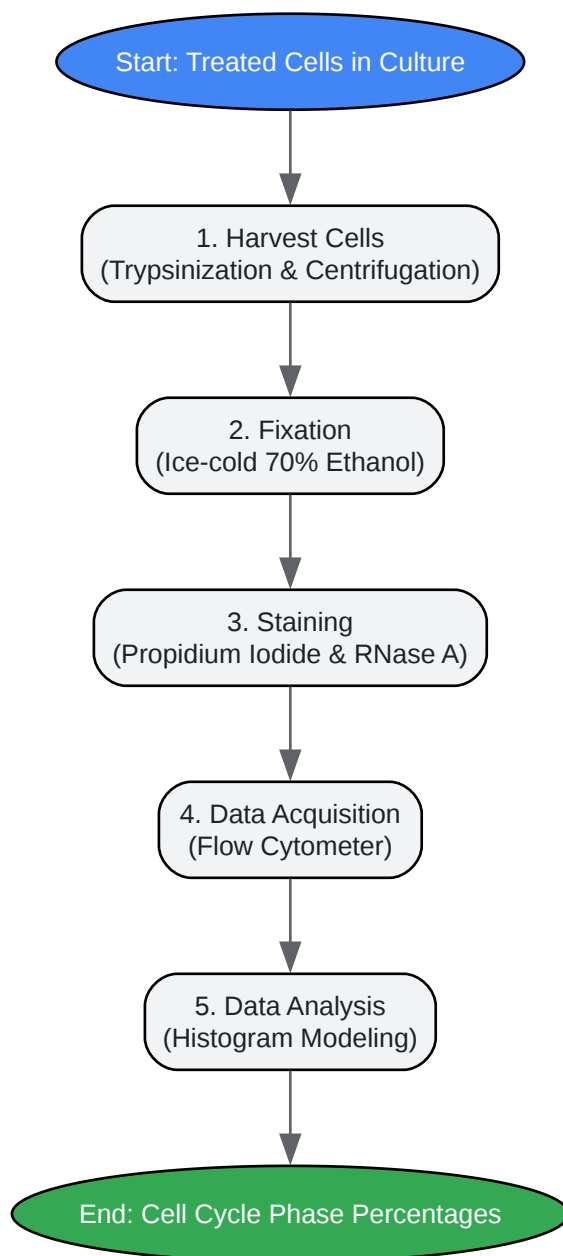 Start: Treated Cells in Culture
1. Harvest Cells
(Trypsinization & Centrifugation)
2. Fixation
(Ice-cold 70% Ethanol)
3. Staining
(Propidium Iodide & RNase A)
4. Data Acquisition
(Flow Cytometer)
5. Data Analysis
(Histogram Modeling)
End: Cell Cycle Phase Percentages